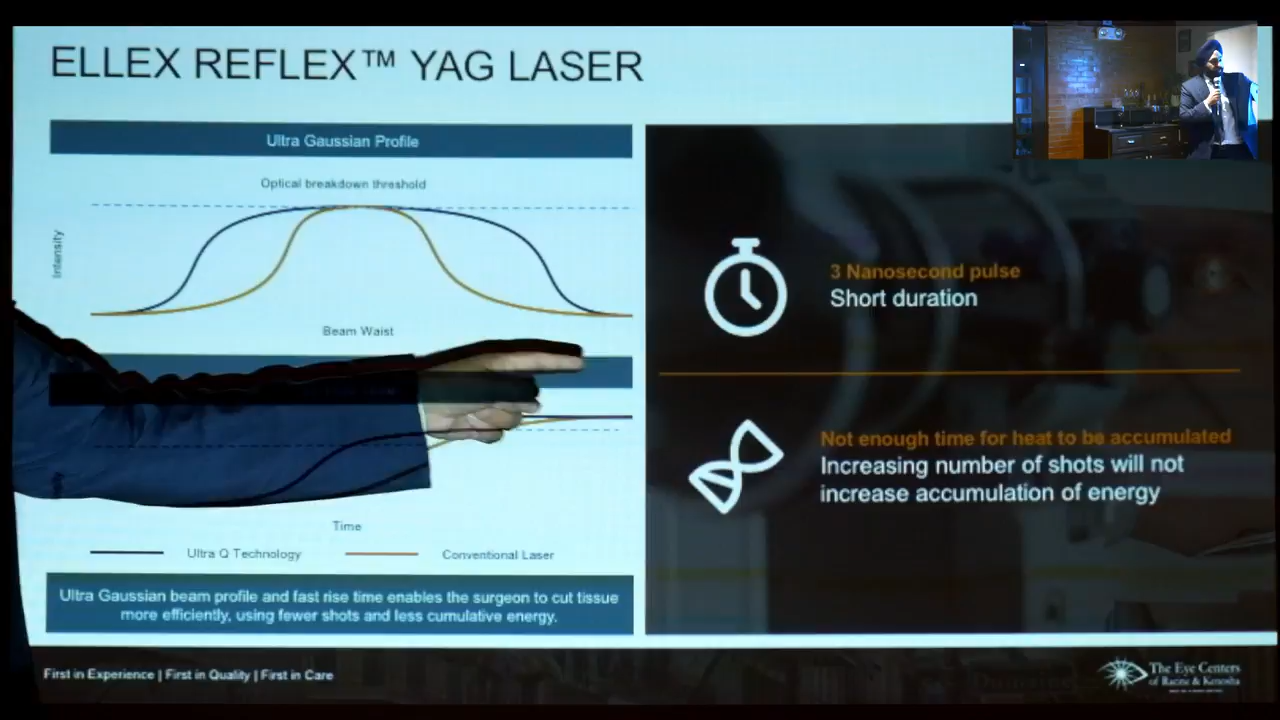 ELLEX REFLEX™ YAG LASER
Ultra Gaussian Profile
Optical breakdown threshold
Intensity
Beam Waist
Time
Ultra Q Technology
Conventional Laser
Ultra Gaussian beam profile and fast rise time enables the surgeon to cut tissue
more efficiently, using fewer shots and less cumulative energy.
3 Nanosecond pulse
Short duration
Not enough time for heat to be accumulated
Increasing number of shots will not
increase accumulation of energy
First in Experience | First in Quality | First in Care
The Eye Centers
of Racine & Kenosha